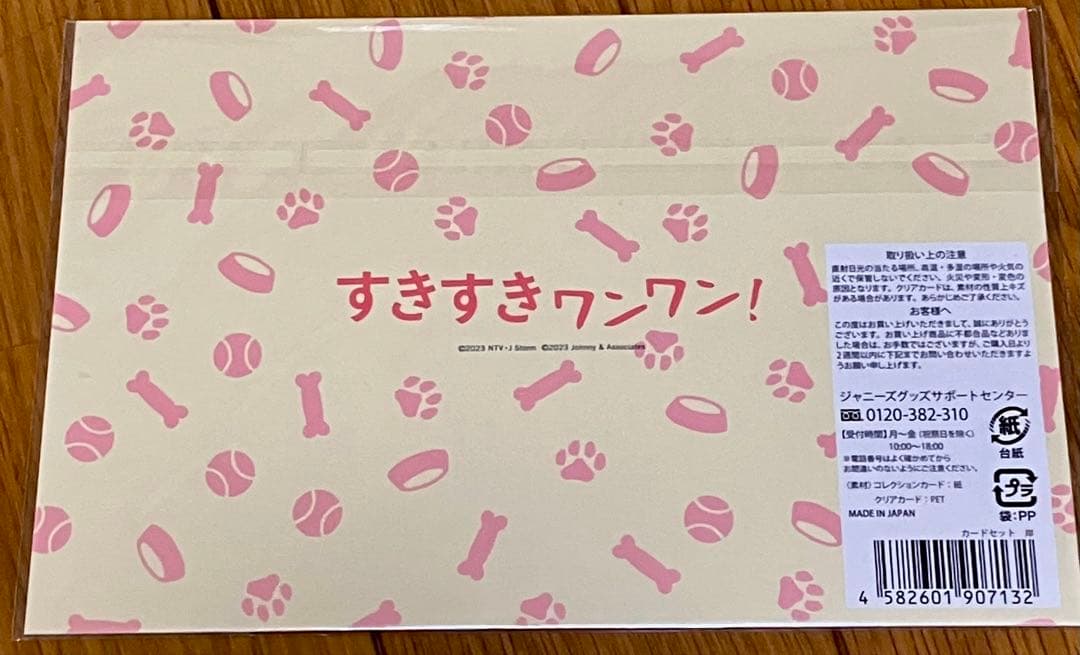 すきすきワンワン!
©2023 NTV・J Storm ©2023 Johnny & Associates
取り扱い上の注意
直射日光の当たる場所、高温・多湿の場所や火気の
近くで保管しないでください。火災や変形・変色の
原因となります。クリアカードは、素材の性質上キズ
がある場合があります。あらかじめご了承ください。
お客様へ
この度はお買い上げいただきまして、誠にありがとう
ございます。お買い上げ商品に不都合品などありま
した場合は、お手数ではございますが、ご購入日より
2週間以内に下記までお問い合わせいただきますよ
うお願い申し上げます。
ジャニーズグッズサポートセンター
0120-382-310
【受付時間】月~金(祝祭日を除く)
10:00~18:00
※電話番号はよく確かめてから
お間違いのないようにご注意ください。
〈素材〉コレクションカード:紙
クリアカード:PET
MADE IN JAPAN
紙
台紙
プラ
袋:PP
カードセット 岸
4 582601 907132